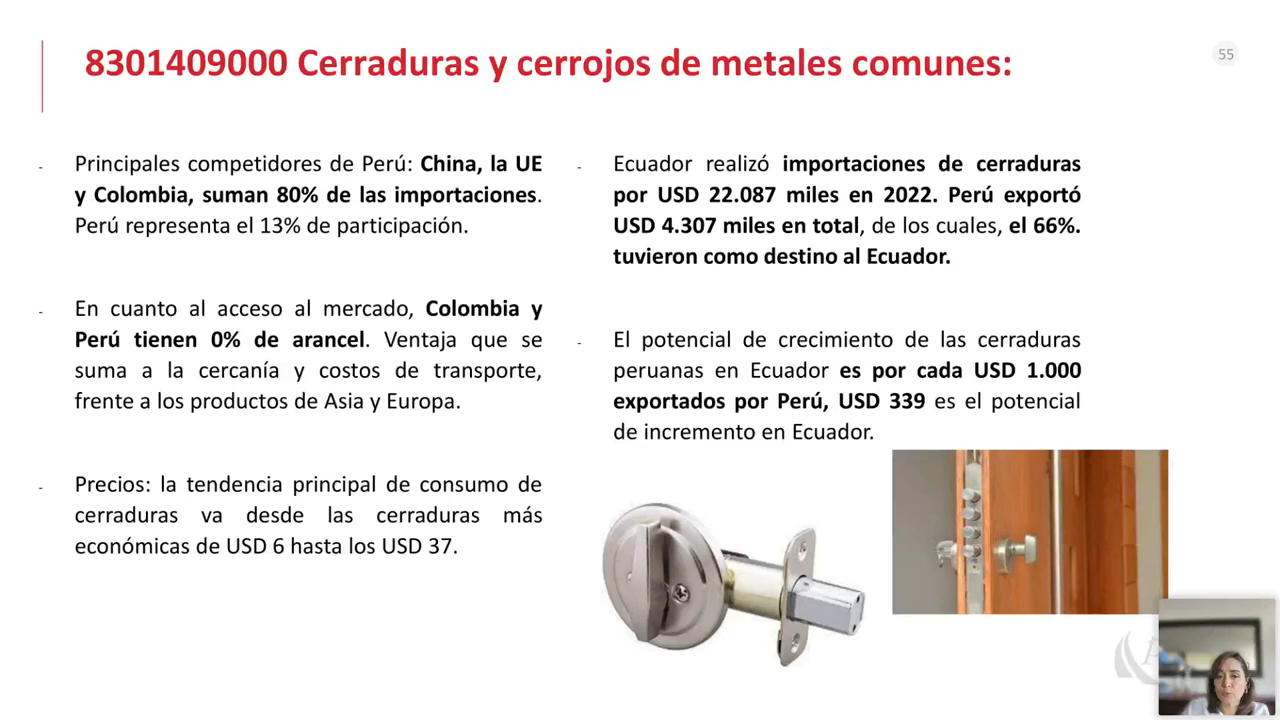 8301409000 Cerraduras y cerrojos de metales comunes:
55
- Principales competidores de Perú: China, la UE
y Colombia, suman 80% de las importaciones.
Perú representa el 13% de participación.
- En cuanto al acceso al mercado, Colombia y
Perú tienen 0% de arancel. Ventaja que se
suma a la cercanía y costos de transporte,
frente a los productos de Asia y Europa.
- Precios: la tendencia principal de consumo de
cerraduras va desde las cerraduras más
económicas de USD 6 hasta los USD 37.
- Ecuador realizó importaciones de cerraduras
por USD 22.087 miles en 2022. Perú exportó
USD 4.307 miles en total, de los cuales, el 66%.
tuvieron como destino al Ecuador.
- El potencial de crecimiento de las cerraduras
peruanas en Ecuador es por cada USD 1.000
exportados por Perú, USD 339 es el potencial
de incremento en Ecuador.